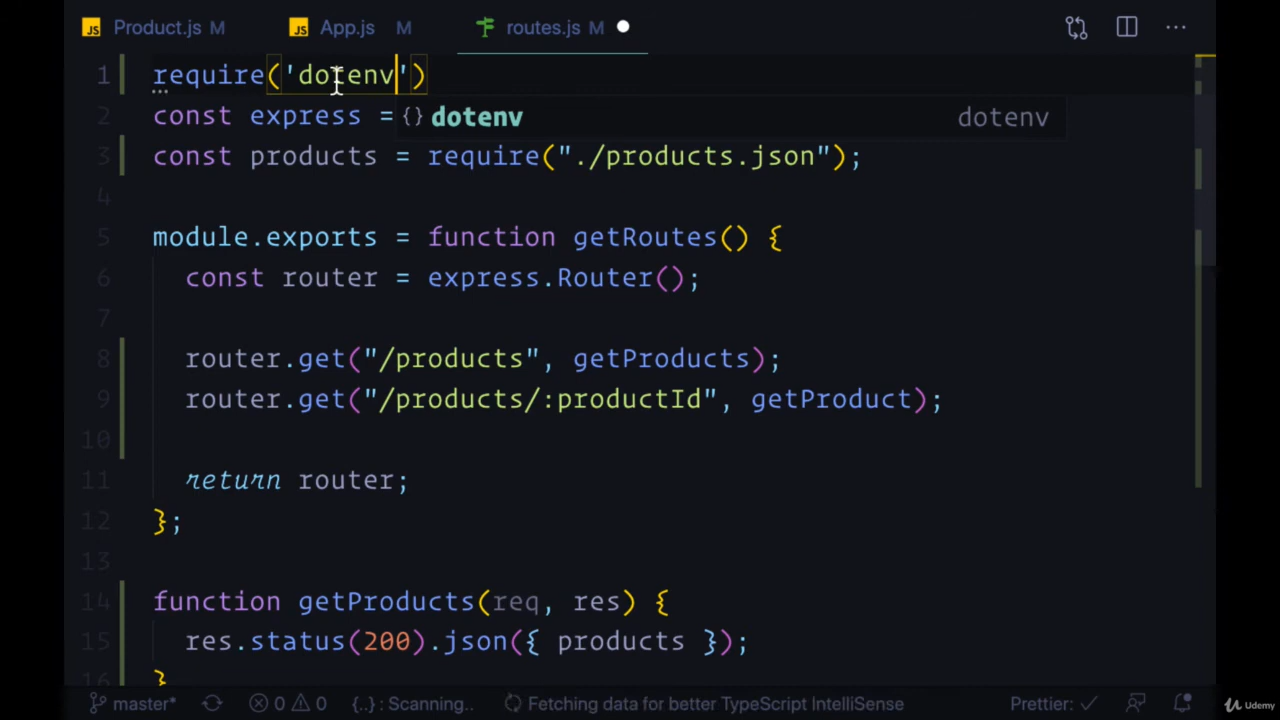 JS Product.js M JS App.js M routes.js M
1 require('dotenv')
2 const express =
{} dotenv dotenv
3 const products = require("./products.json");
4
5 module.exports = function getRoutes() {
6 const router = express.Router();
7
8 router.get("/products", getProducts);
9 router.get("/products/:productId", getProduct);
10
11 return router;
12 };
13
14 function getProducts(req, res) {
15 res.status(200).json({ products });
16 }
master* 0 0 {..} : Scanning.. Fetching data for better TypeScript IntelliSense Prettier: Udemy